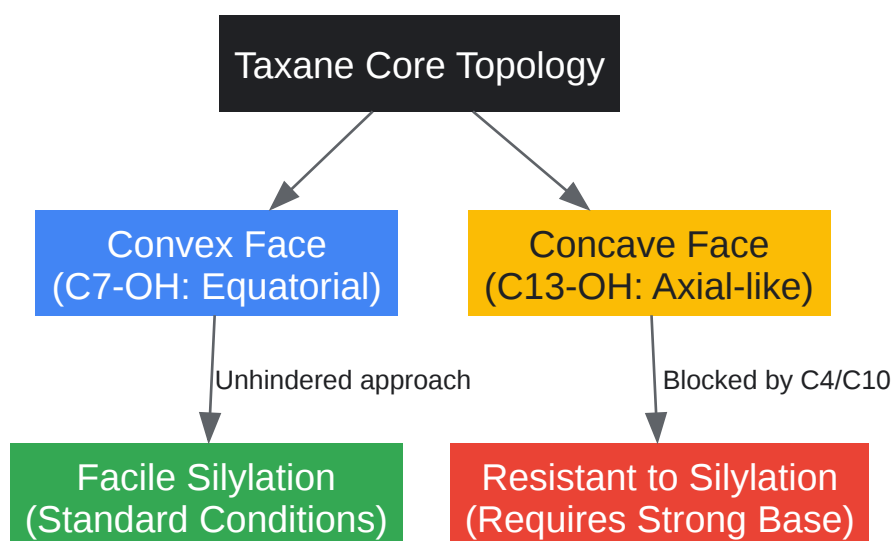 Taxane Core Topology
Convex Face
(C7-OH: Equatorial)
Concave Face
(C13-OH: Axial-like)
Unhindered approach
Blocked by C4/C10
Facile Silylation
(Standard Conditions)
Resistant to Silylation
(Requires Strong Base)